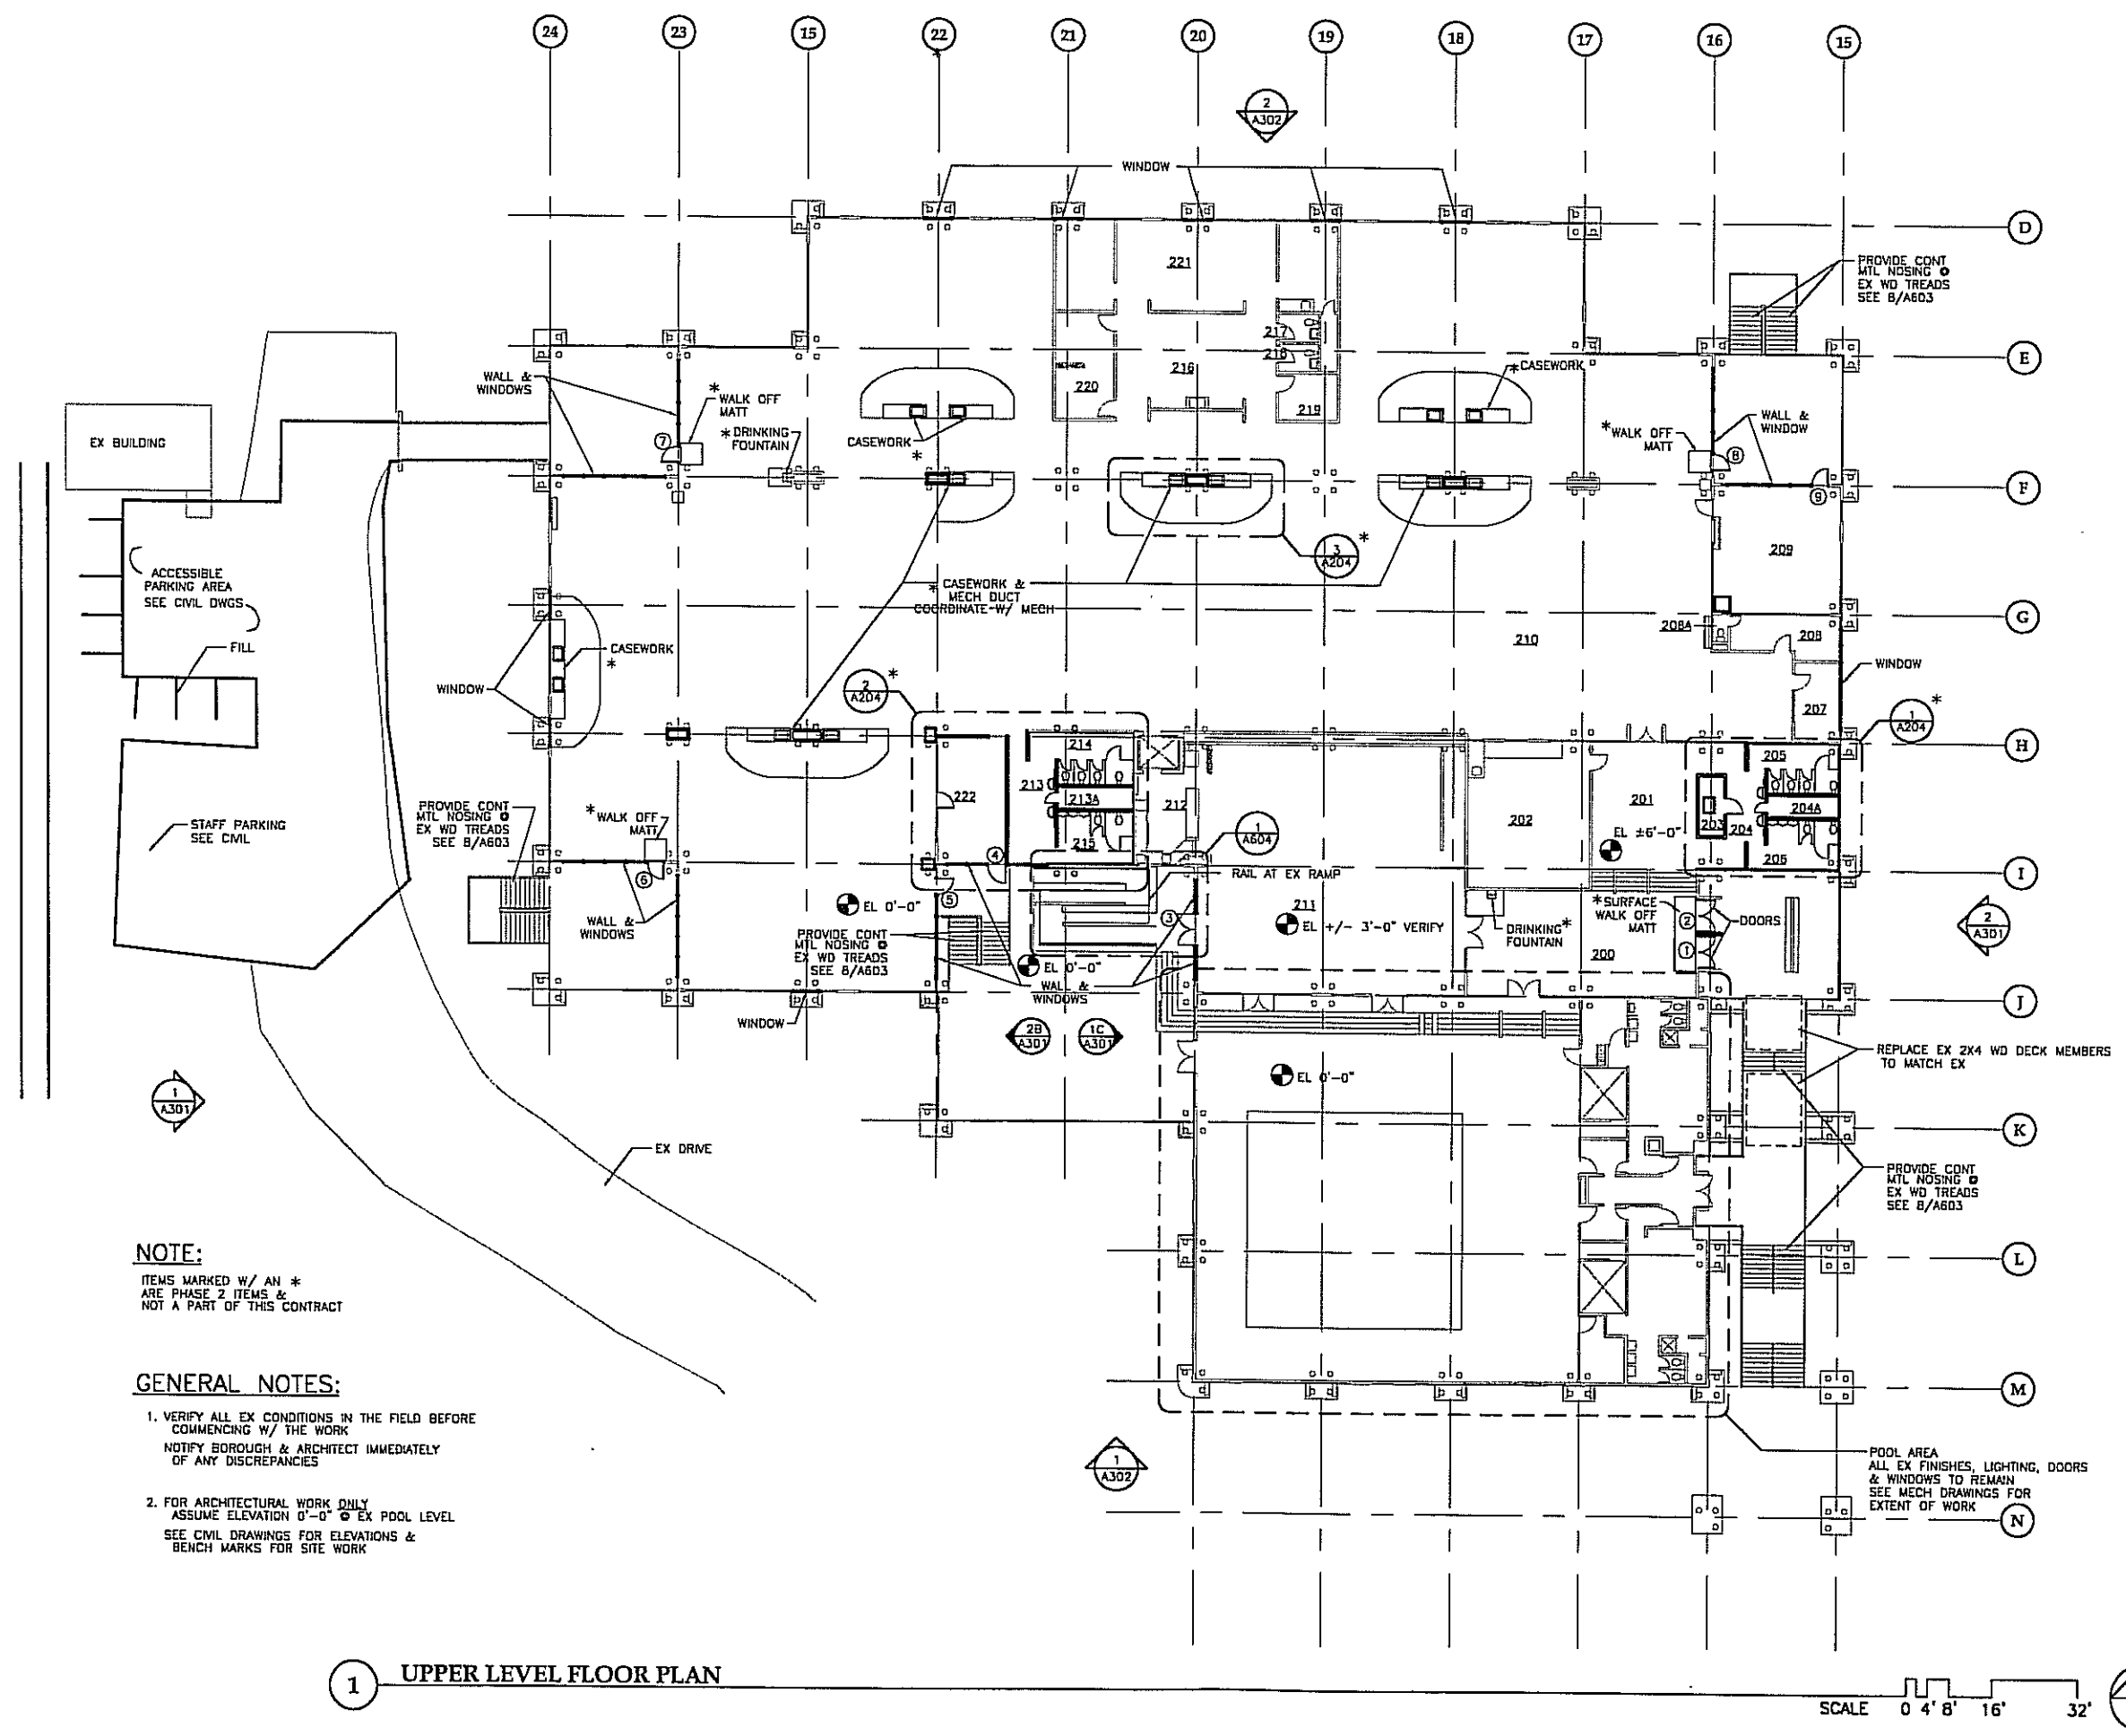 24 23 15 22 21 20 19 18 17 16 15
2
A302
WINDOW
D
221
PROVIDE CONT
MTL NOSING @
EX WD TREADS
SEE 8/A603
217
218
E
WALL &
WINDOWS
216
* CASEWORK
220
* WALK OFF
MATT
219
WALL &
WINDOW
EX BUILDING
7
* DRINKING
FOUNTAIN
CASEWORK
*
* WALK OFF
MATT
8
F
9
3
A204
*
209
ACCESSIBLE
PARKING AREA
SEE CIVIL DWGS
* CASEWORK &
MECH DUCT
COORDINATE W/ MECH
G
208A
208
210
FILL
CASEWORK
*
WINDOW
WINDOW
2
A204
*
207
1
A204
*
H
214
205
222
213
213A
212
201
204A
PROVIDE CONT
MTL NOSING @
EX WD TREADS
SEE 8/A603
* WALK OFF
MATT
202
203
204
STAFF PARKING
SEE CIVIL
EL ±6'-0"
1
A604
215
206
4
I
6
RAIL AT EX RAMP
5
EL 0'-0"
211
* SURFACE
WALK OFF
MATT
2
DOORS
2
A301
WALL &
WINDOWS
3
EL +/- 3'-0" VERIFY
DRINKING *
FOUNTAIN
PROVIDE CONT
MTL NOSING @
EX WD TREADS
SEE 8/A603
1
200
EL 0'-0"
WALL &
WINDOWS
J
WINDOW
2B
A301
1C
A301
REPLACE EX 2X4 WD DECK MEMBERS
TO MATCH EX
EL 0'-0"
1
A301
K
EX DRIVE
PROVIDE CONT
MTL NOSING @
EX WD TREADS
SEE 8/A603
L
NOTE:
ITEMS MARKED W/ AN *
ARE PHASE 2 ITEMS &
NOT A PART OF THIS CONTRACT
GENERAL NOTES:
M
1. VERIFY ALL EX CONDITIONS IN THE FIELD BEFORE
COMMENCING W/ THE WORK
NOTIFY BOROUGH & ARCHITECT IMMEDIATELY
OF ANY DISCREPANCIES
1
A302
POOL AREA
ALL EX FINISHES, LIGHTING, DOORS
& WINDOWS TO REMAIN
SEE MECH DRAWINGS FOR
EXTENT OF WORK
2. FOR ARCHITECTURAL WORK ONLY
ASSUME ELEVATION 0'-0" @ EX POOL LEVEL
N
SEE CIVIL DRAWINGS FOR ELEVATIONS &
BENCH MARKS FOR SITE WORK
1 UPPER LEVEL FLOOR PLAN
SCALE 0 4' 8' 16' 32'